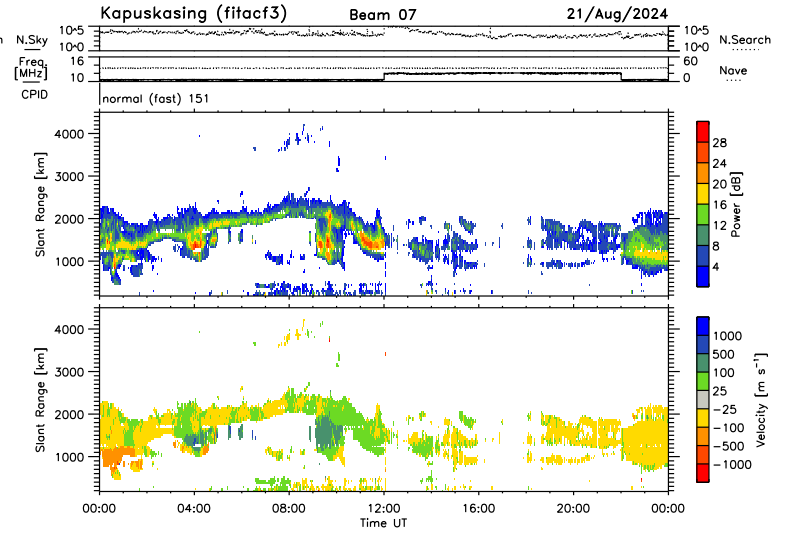 Kapuskasing (fitacf3) Beam 07 21/Aug/2024
N.Sky 10^5 10^5 N.Search
10^0 10^0
Freq. [MHz] 16 60 Nave
10 0
CPID normal (fast) 151
4000
3000
2000
1000
Slant Range [km]
28
24
20
16
12
8
4
Power [dB]
4000
3000
2000
1000
Slant Range [km]
1000
500
100
25
-25
-100
-500
-1000
Velocity [m s⁻¹]
00:00 04:00 08:00 12:00 16:00 20:00 00:00
Time UT